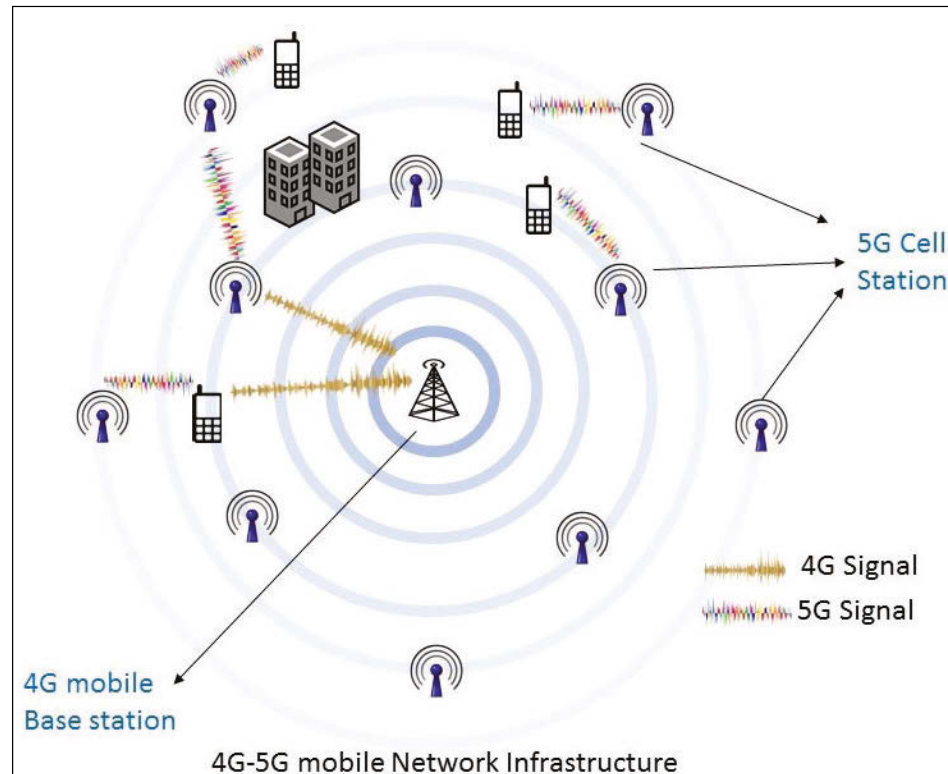 5G Cell
Station
4G Signal
5G Signal
4G mobile
Base station
4G-5G mobile Network Infrastructure